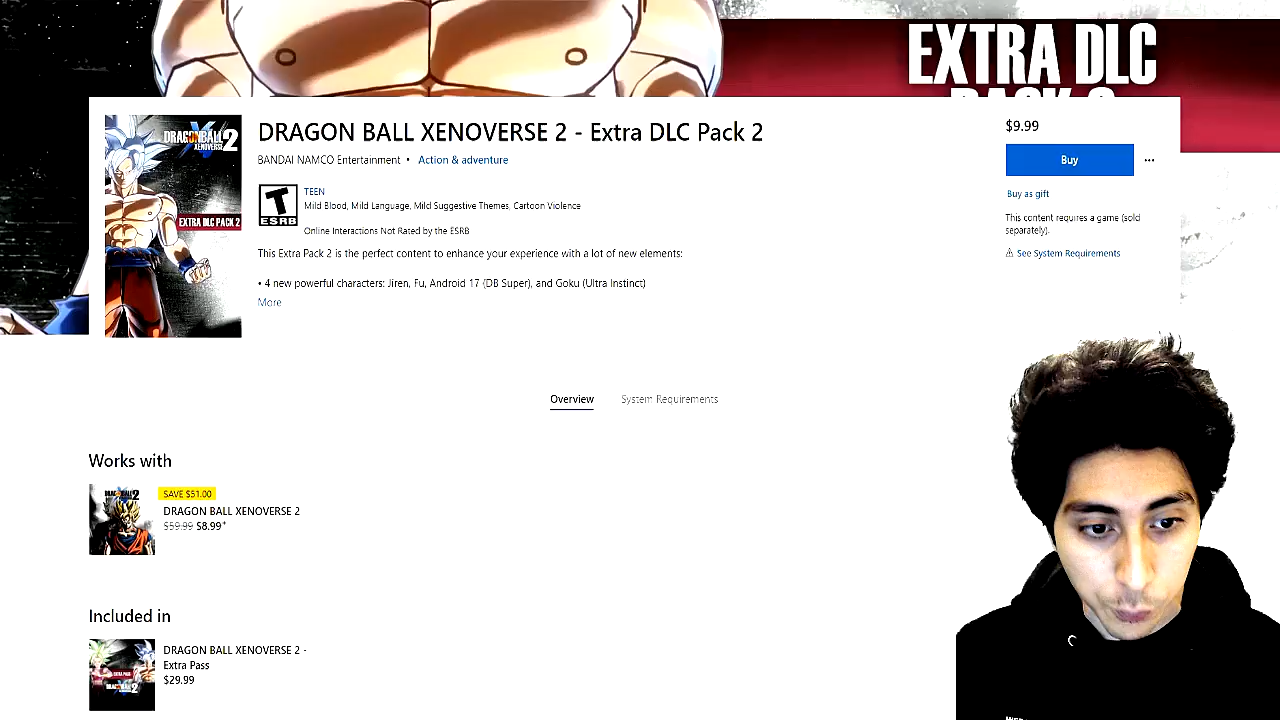 EXTRA DLC
PACK 2
DRAGON BALL XENOVERSE 2 - Extra DLC Pack 2
$9.99
BANDAI NAMCO Entertainment • Action & adventure
Buy
...
DRAGONBALL
XENOVERSE 2
EXTRA DLC PACK 2
T
ESRB
TEEN
Mild Blood, Mild Language, Mild Suggestive Themes, Cartoon Violence
Online Interactions Not Rated by the ESRB
Buy as gift
This content requires a game (sold
separately).
See System Requirements
This Extra Pack 2 is the perfect content to enhance your experience with a lot of new elements:
• 4 new powerful characters: Jiren, Fu, Android 17 (DB Super), and Goku (Ultra Instinct)
More
Overview
System Requirements
Works with
SAVE $51.00
DRAGON BALL XENOVERSE 2
$59.99 $8.99+
Included in
DRAGON BALL XENOVERSE 2 -
Extra Pass
$29.99